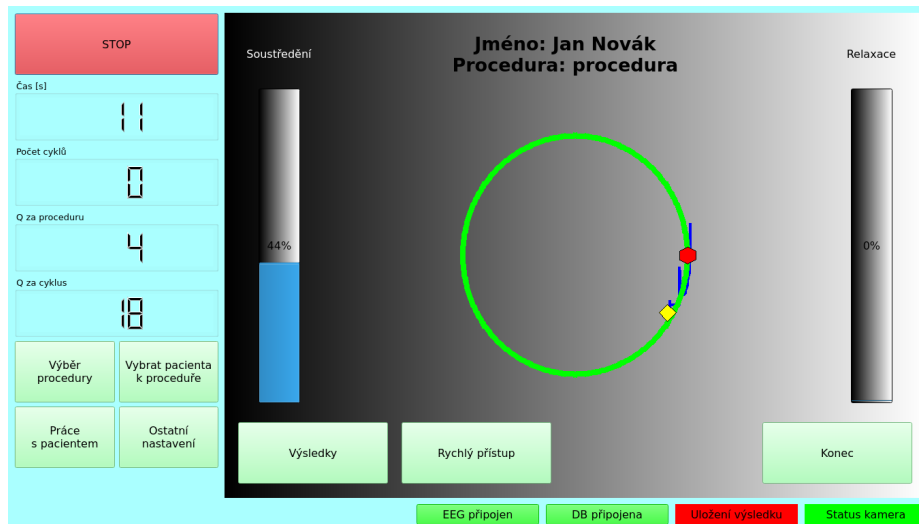 STOP
Čas [s]
11
Počet cyklů
0
Q za proceduru
4
Q za cyklus
18
Výběr
procedury
Vybrat pacienta
k proceduře
Práce
s pacientem
Ostatní
nastavení
Soustředění
Jméno: Jan Novák
Procedura: procedura
Relaxace
44%
0%
Výsledky
Rychlý přístup
Konec
EEG připojen
DB připojena
Uložení výsledku
Status kamera